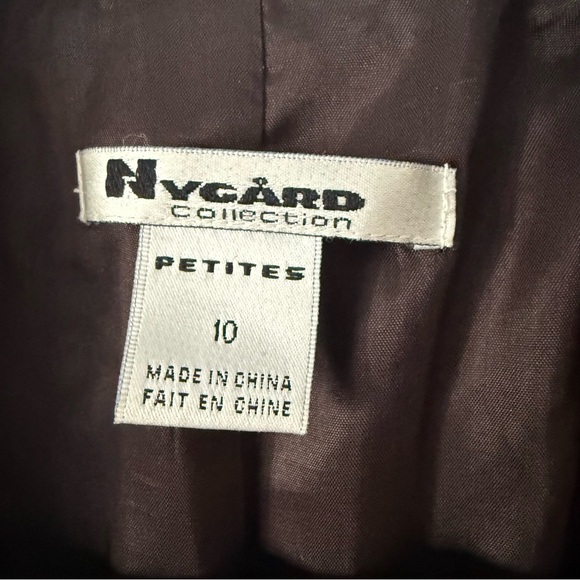 NYGÅRD
Collection
PETITES
10
MADE IN CHINA
FAIT EN CHINE